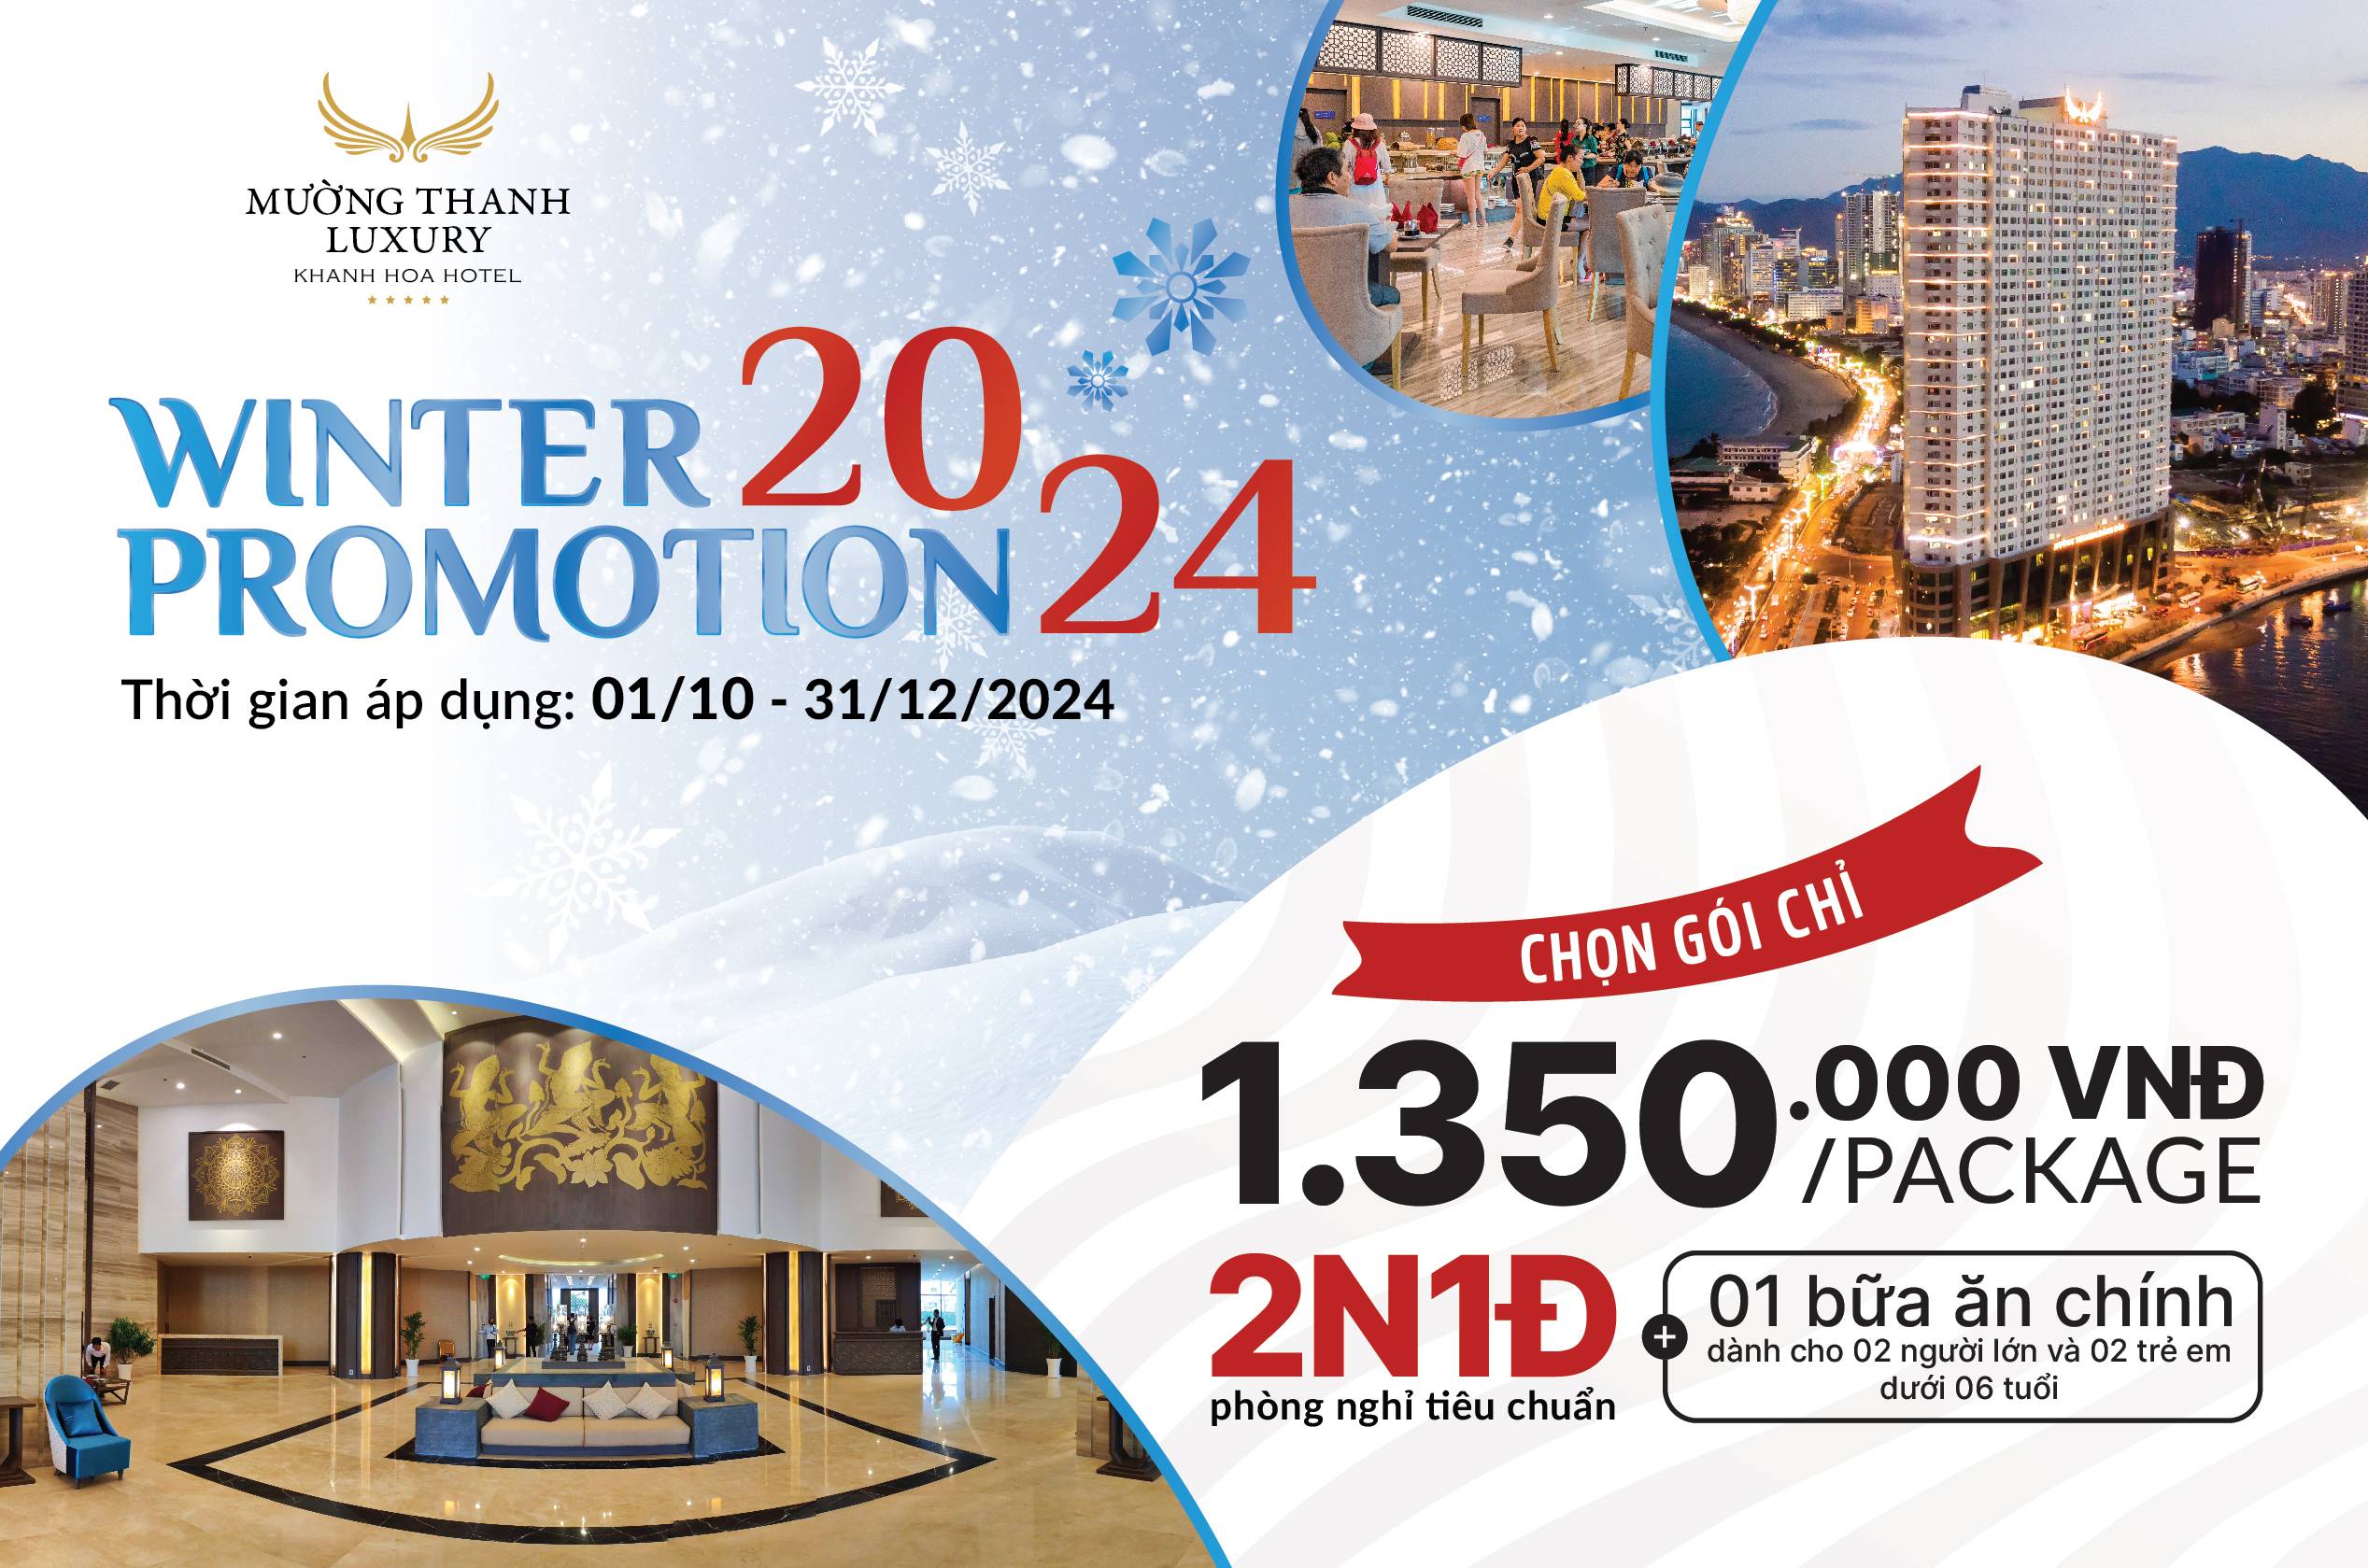 MƯỜNG THANH
LUXURY
KHANH HOA HOTEL
WINTER 20
PROMOTION 24
Thời gian áp dụng: 01/10 - 31/12/2024
CHỌN GÓI CHỈ
1.350.000 VNĐ
/PACKAGE
2N1Đ
phòng nghỉ tiêu chuẩn
+
01 bữa ăn chính
dành cho 02 người lớn và 02 trẻ em
dưới 06 tuổi